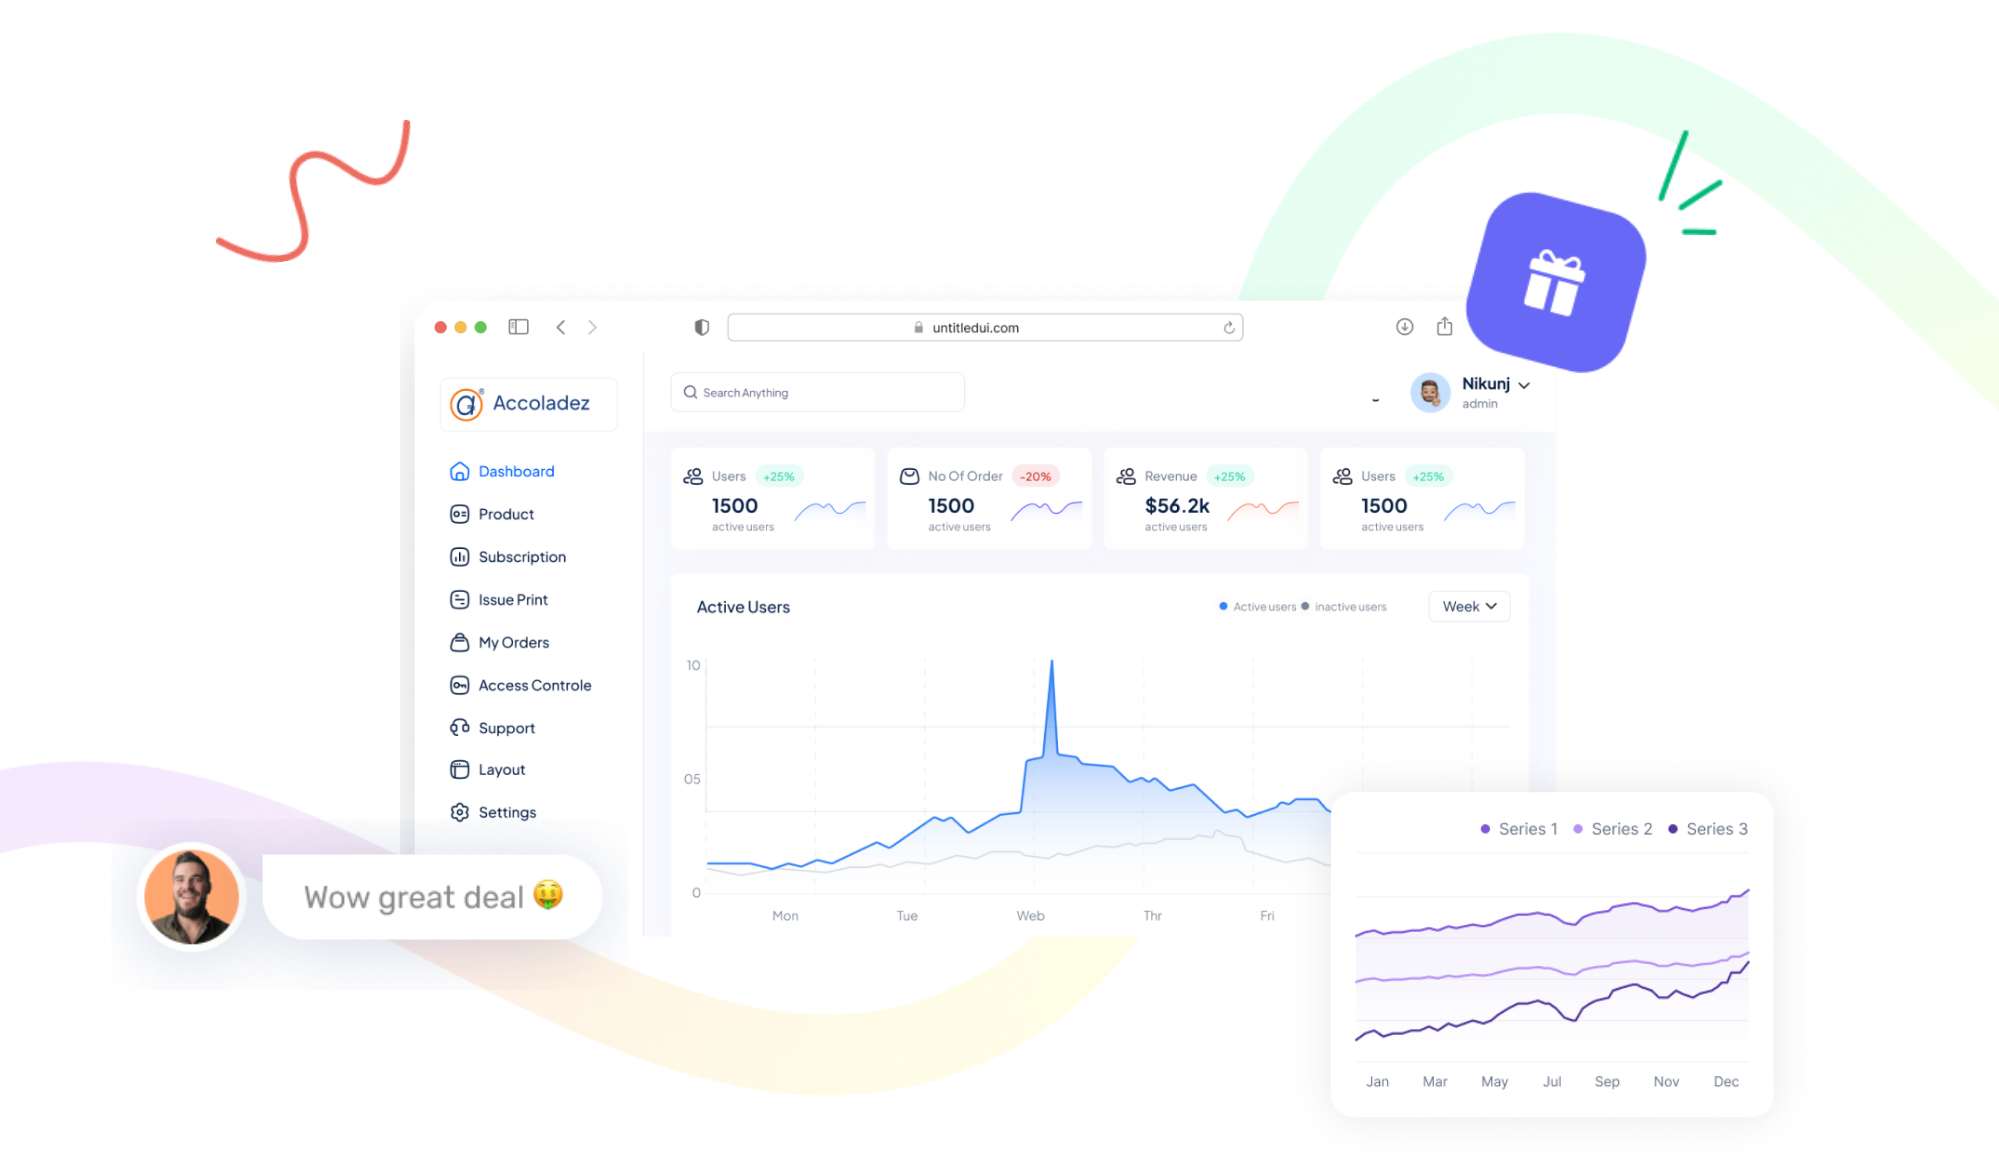 untitledui.com
Accoladez
Search Anything
Nikunj
admin
Dashboard
Product
Subscription
Issue Print
My Orders
Access Controle
Support
Layout
Settings
Users +25%
1500
active users
No Of Order -20%
1500
active users
Revenue +25%
$56.2k
active users
Users +25%
1500
active users
Active Users
Active users inactive users
Week
10
05
0
Mon Tue Web Thr Fri
Wow great deal 🤑
Series 1 Series 2 Series 3
Jan Mar May Jul Sep Nov Dec